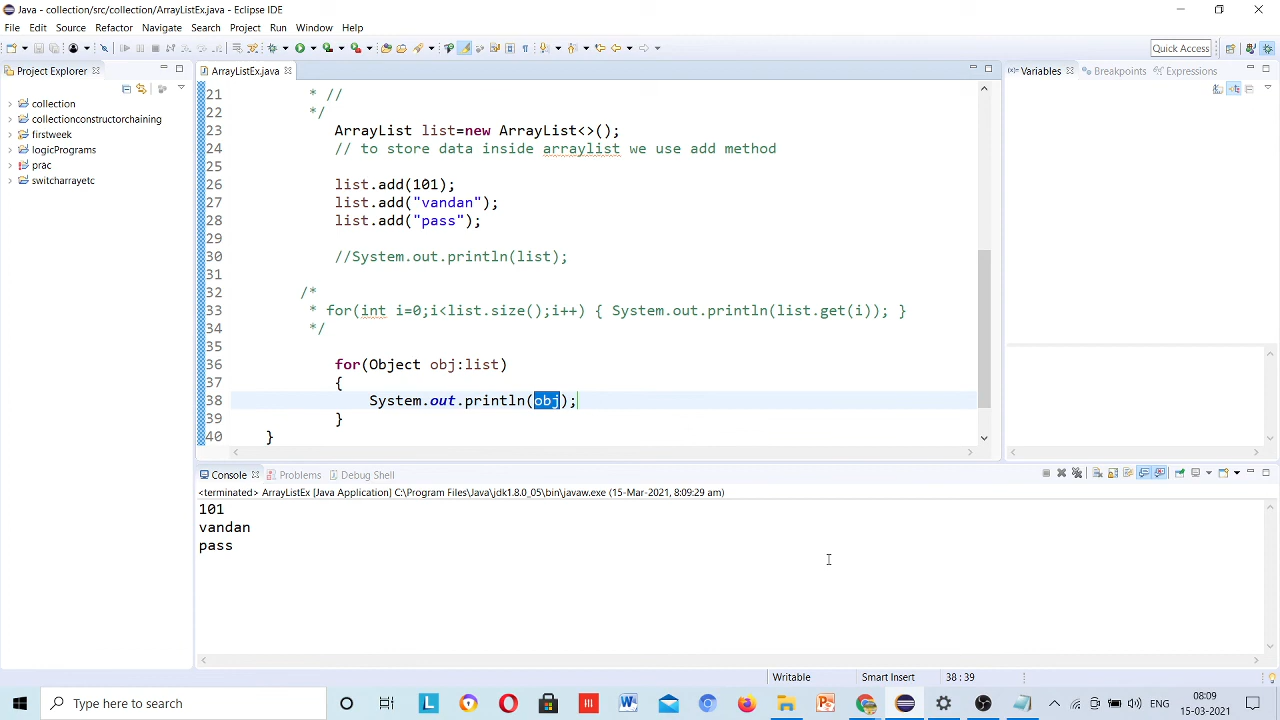 Java - collection/src/collection/ArrayListEx.java - Eclipse IDE
File Edit Source Refactor Navigate Search Project Run Window Help
Quick Access
Project Explorer
ArrayListEx.java
Variables
Breakpoints
Expressions
collection
collectionconstructorchaining
firstweek
logicPrograms
prac
switcharrayetc
21 * //
22 */
23 ArrayList list=new ArrayList<>();
24 // to store data inside arraylist we use add method
25
26 list.add(101);
27 list.add("vandan");
28 list.add("pass");
29
30 //System.out.println(list);
31
32 /*
33 * for(int i=0;i<list.size();i++) { System.out.println(list.get(i)); }
34 */
35
36 for(Object obj:list)
37 {
38 System.out.println(obj);
39 }
40 }
Console
Problems
Debug Shell
<terminated> ArrayListEx [Java Application] C:\Program Files\Java\jdk1.8.0_05\bin\javaw.exe (15-Mar-2021, 8:09:29 am)
101
vandan
pass
Writable
Smart Insert
38 : 39
Type here to search
ENG
08:09
15-03-2021